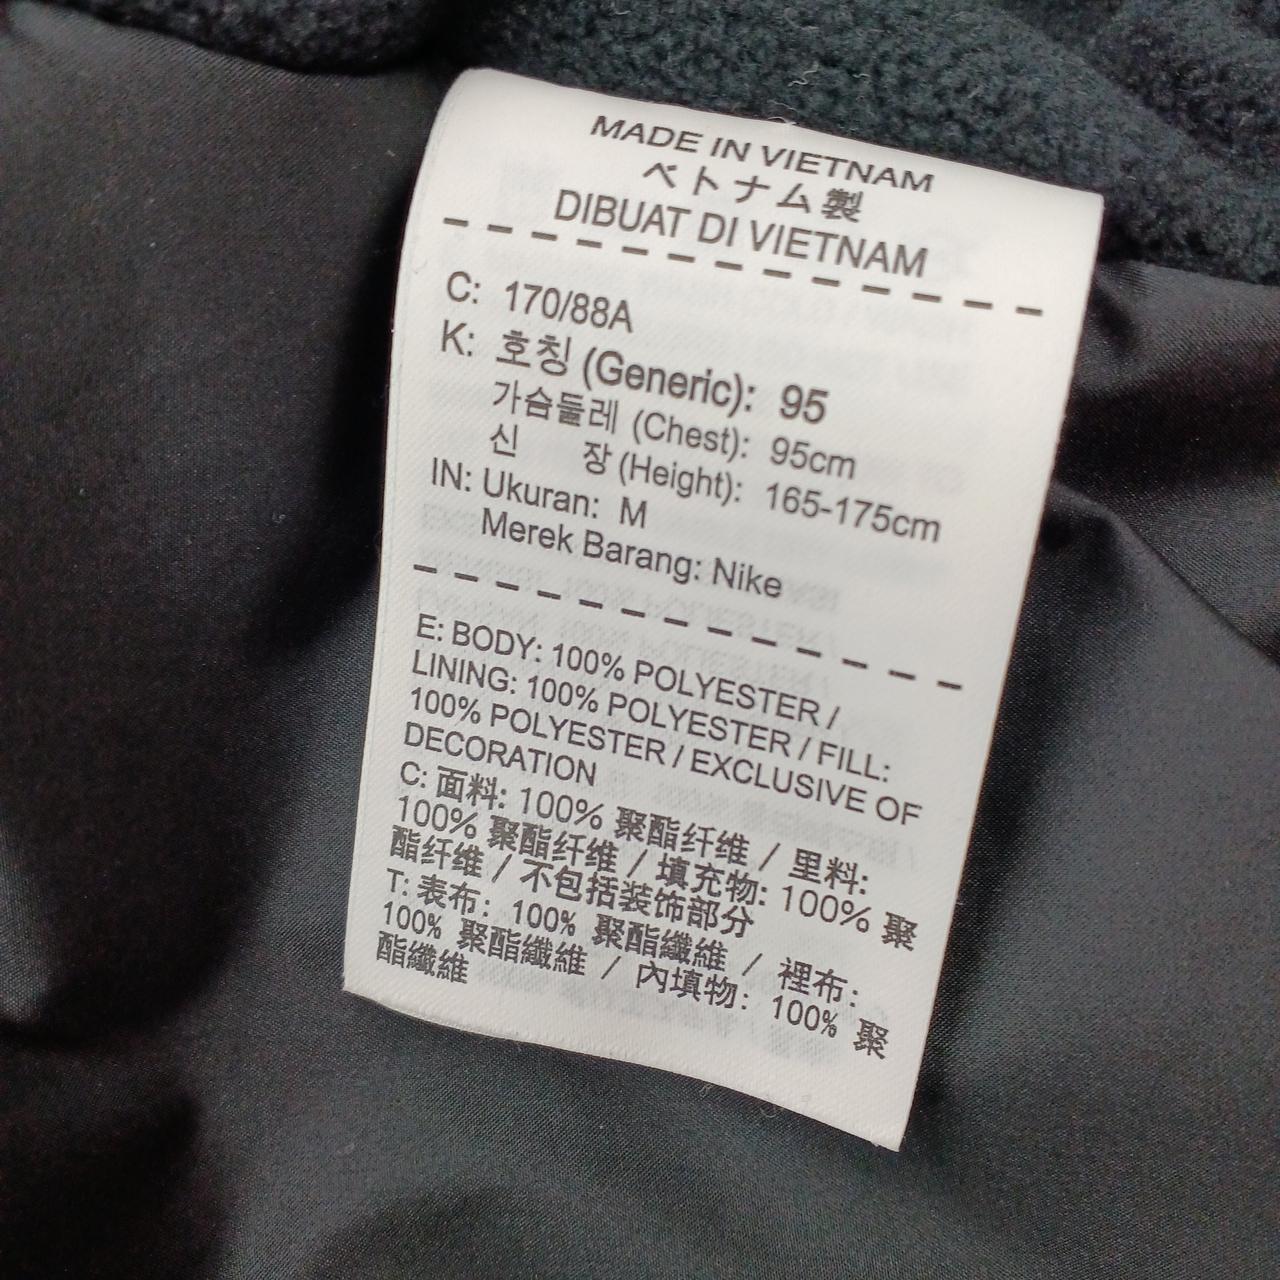 MADE IN VIETNAM
ベトナム製
DIBUAT DI VIETNAM
C: 170/88A
K: 호칭 (Generic): 95
가슴둘레 (Chest): 95cm
신 장 (Height): 165-175cm
IN: Ukuran: M
Merek Barang: Nike
E: BODY: 100% POLYESTER /
LINING: 100% POLYESTER / FILL:
100% POLYESTER / EXCLUSIVE OF
DECORATION
C: 面料: 100% 聚酯纤维 / 里料:
100% 聚酯纤维 / 填充物: 100% 聚
酯纤维 / 不包括装饰部分
T: 表布: 100% 聚酯纖維 / 裡布:
100% 聚酯纖維 / 內填物: 100% 聚
酯纖維